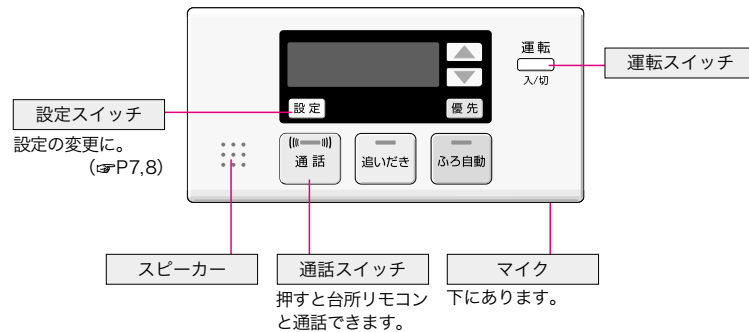 運転
入/切
運転スイッチ
設定
優先
設定スイッチ
設定の変更に。
(☞P7,8)
通話
追いだき
ふろ自動
スピーカー
通話スイッチ
押すと台所リモコン
と通話できます。
マイク
下にあります。